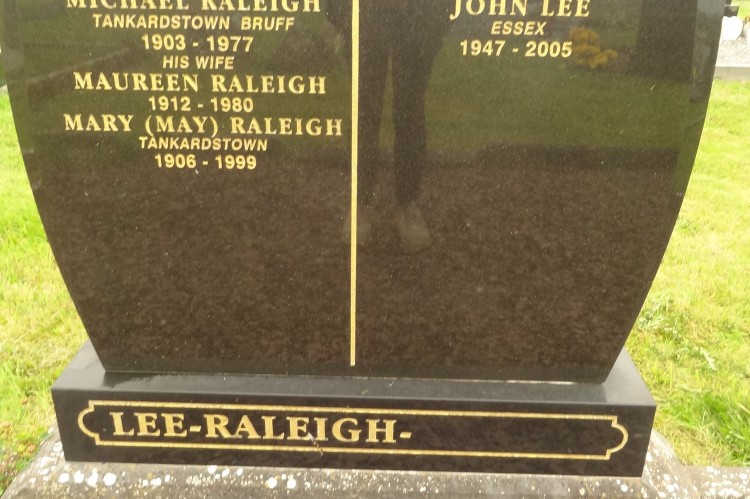 MICHAEL RALEIGH
TANKARDSTOWN BRUFF
1903 - 1977
HIS WIFE
MAUREEN RALEIGH
1912 - 1980
MARY (MAY) RALEIGH
TANKARDSTOWN
1906 - 1999
JOHN LEE
ESSEX
1947 - 2005
LEE-RALEIGH-